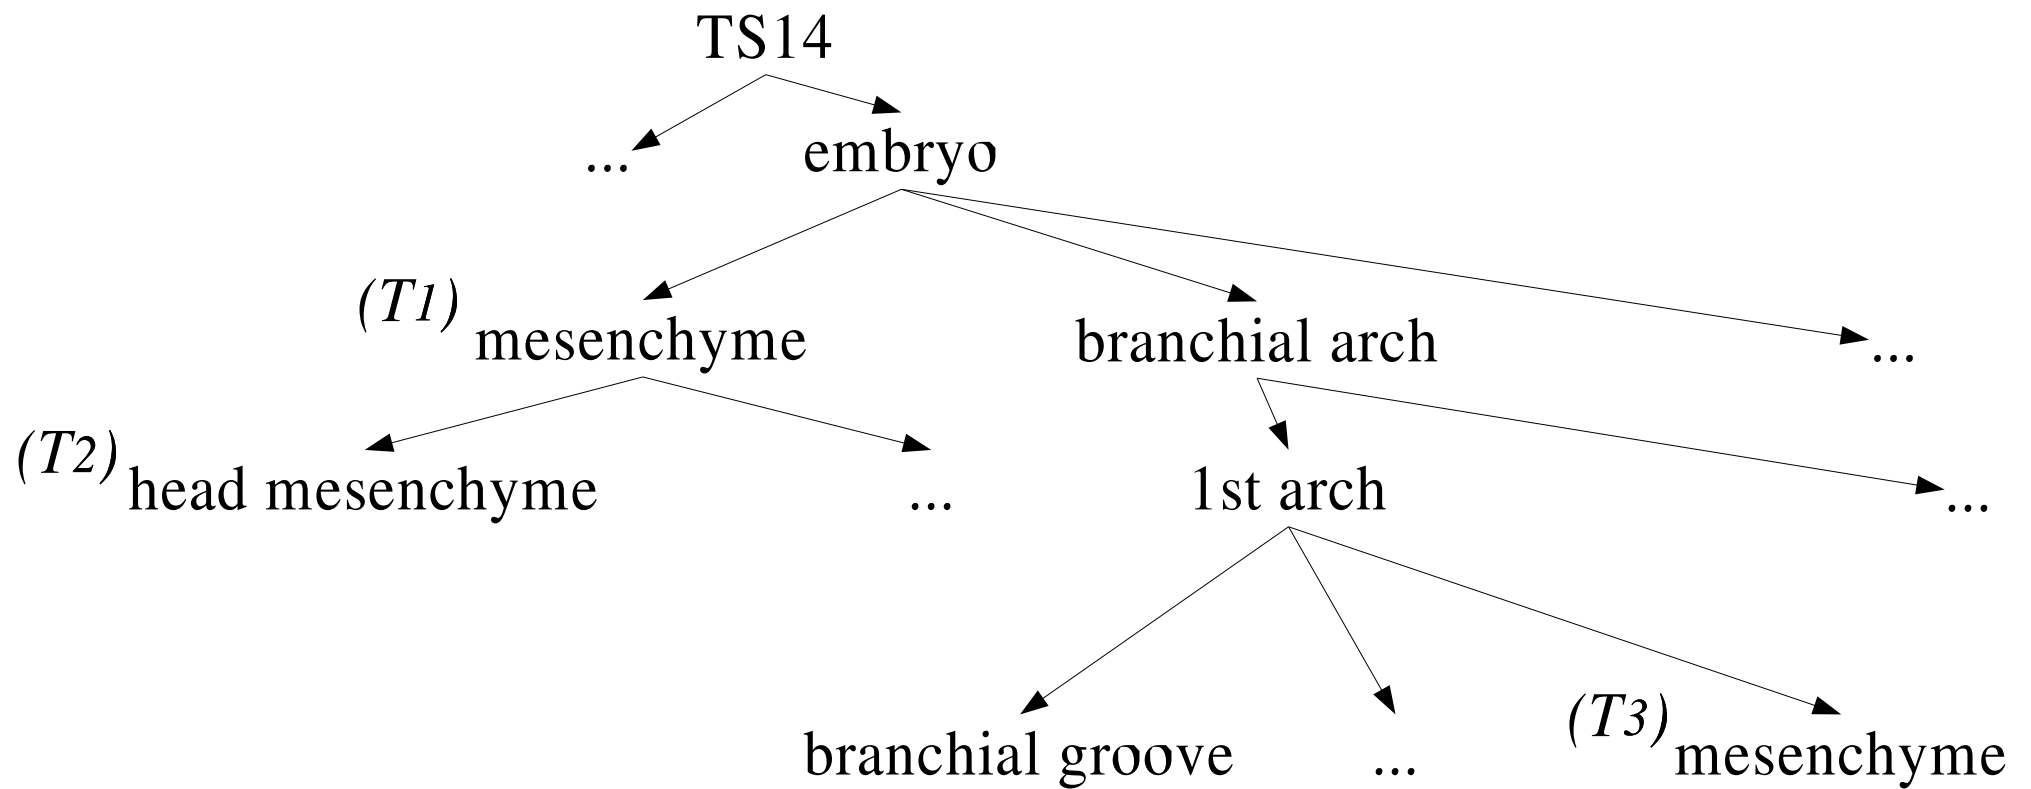 TS14
...
embryo
(T1) mesenchyme
branchial arch
...
(T2) head mesenchyme
...
1st arch
...
branchial groove
...
(T3) mesenchyme